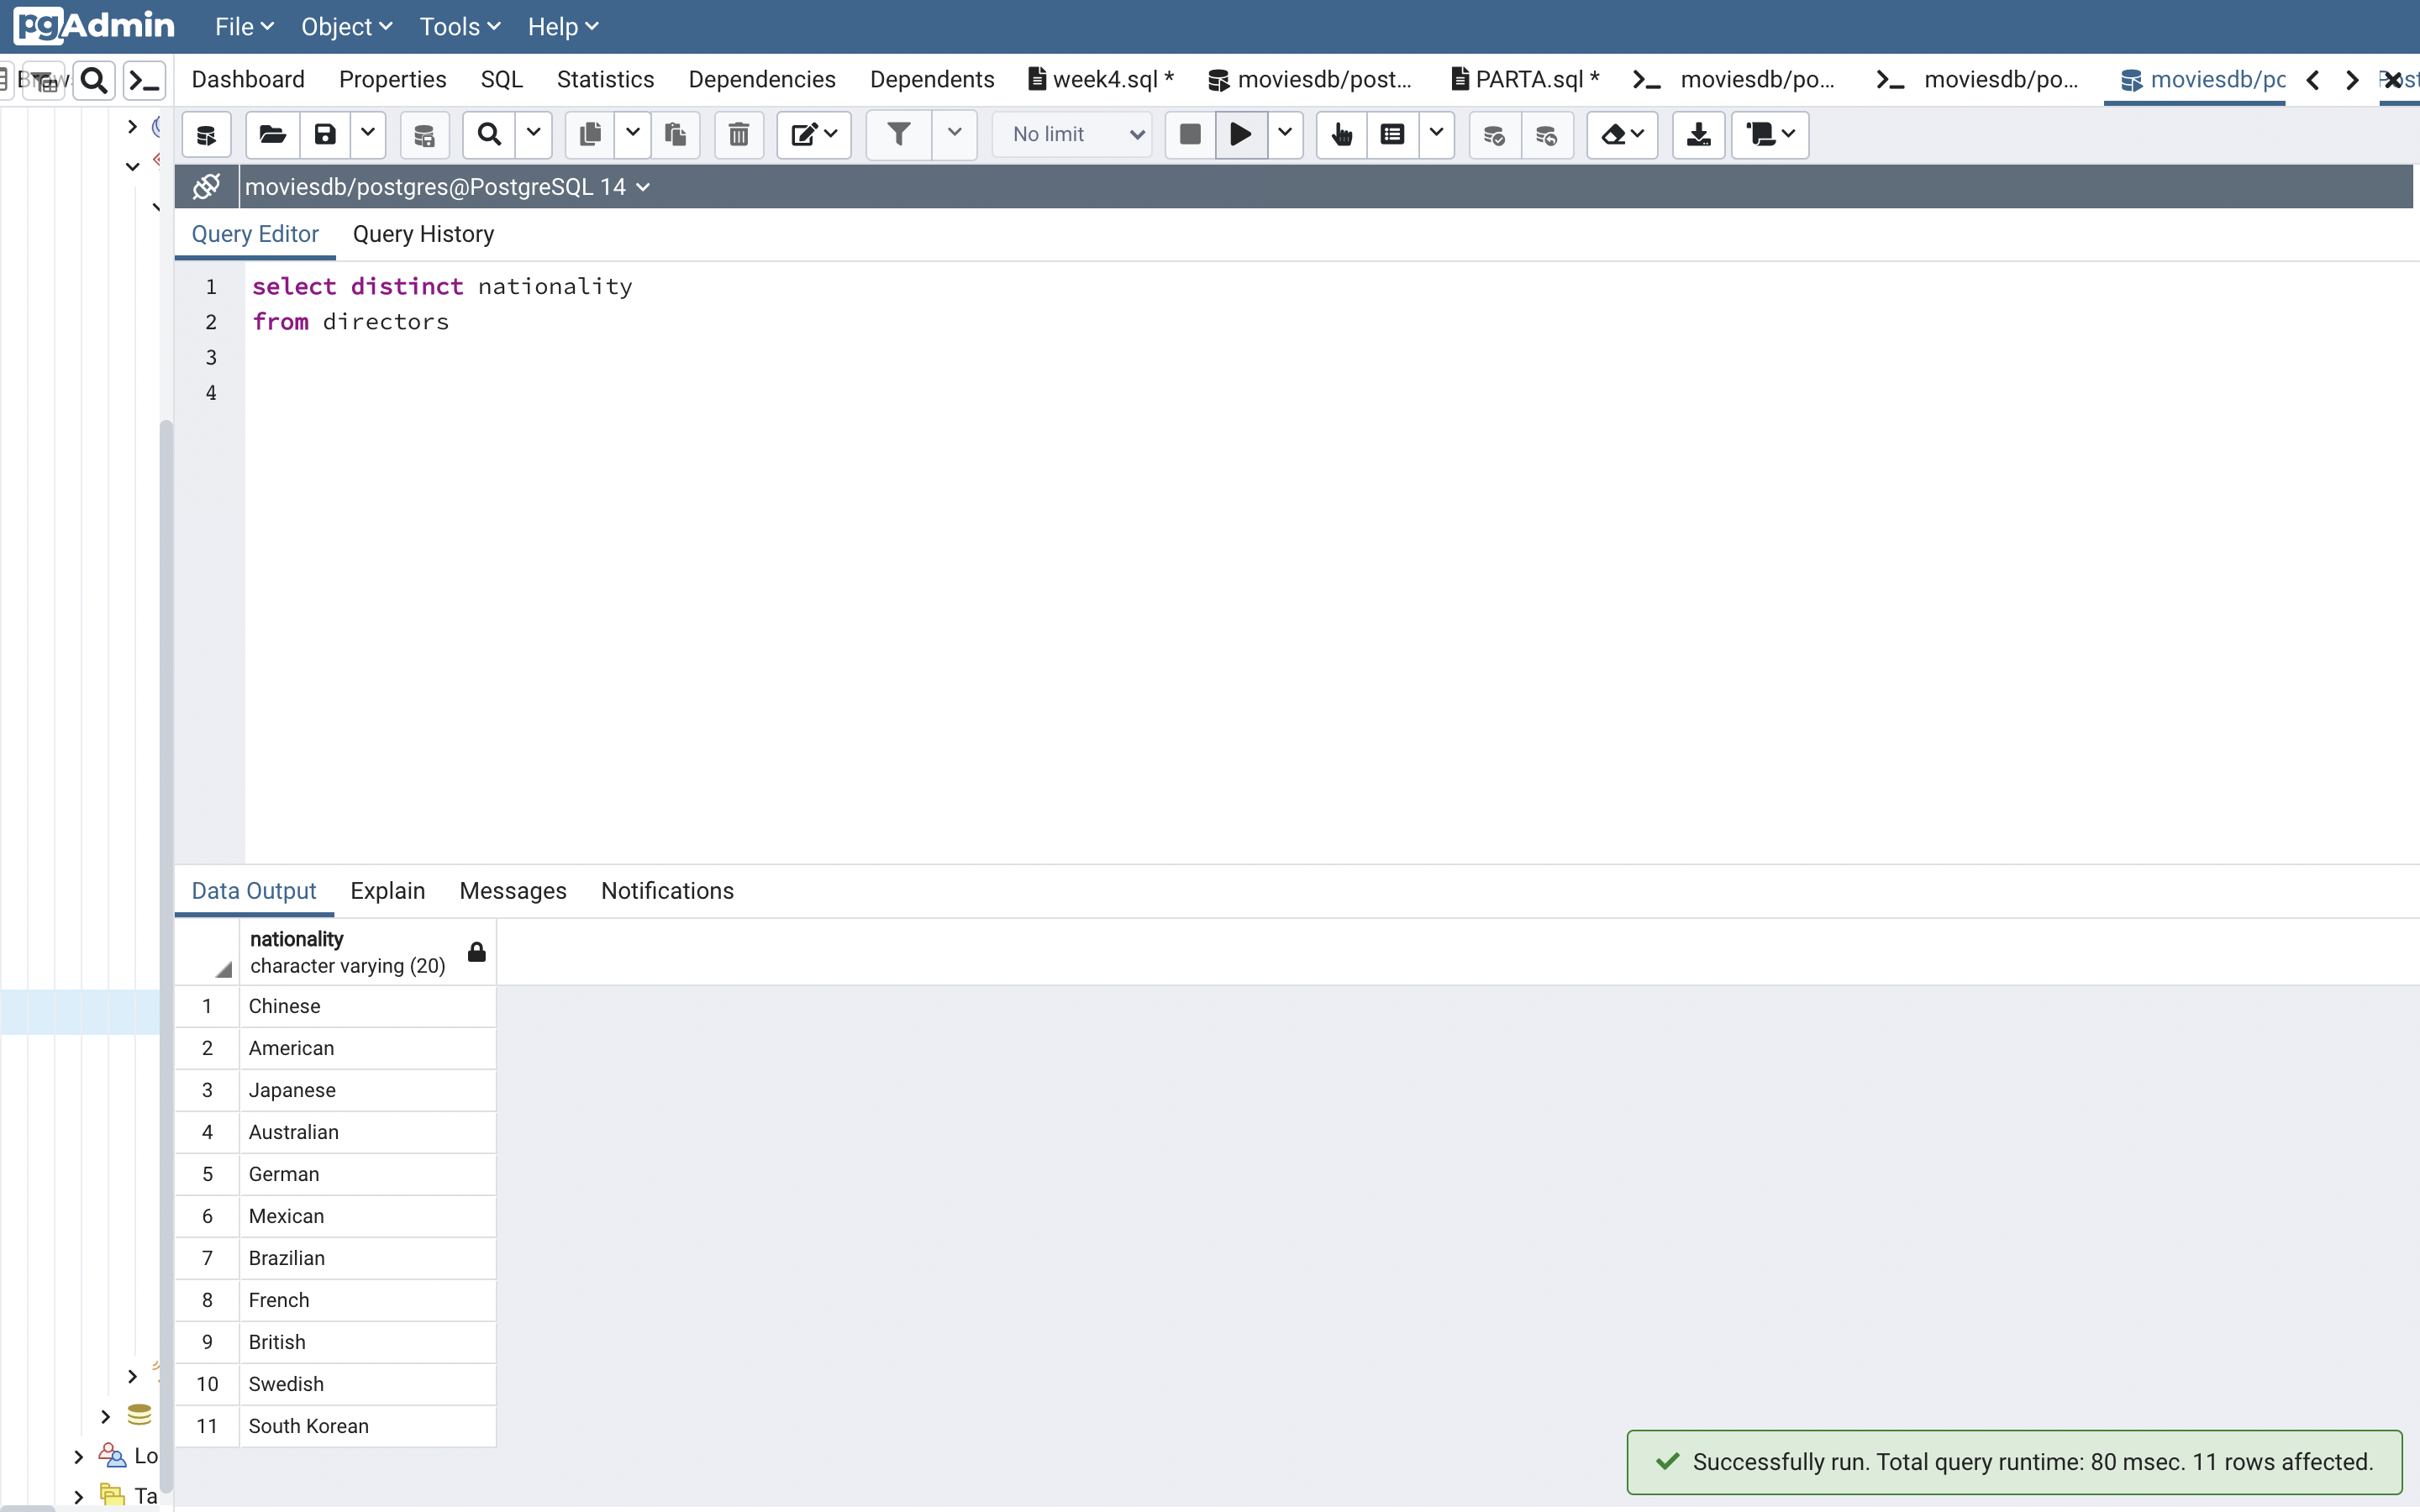 pgAdmin File Object Tools Help
Dashboard Properties SQL Statistics Dependencies Dependents week4.sql * moviesdb/post... PARTA.sql * moviesdb/po... moviesdb/po... moviesdb/po
No limit
moviesdb/postgres@PostgreSQL 14
Query Editor Query History
1 select distinct nationality
2 from directors
3
4
Data Output Explain Messages Notifications
nationality
character varying (20)
1 Chinese
2 American
3 Japanese
4 Australian
5 German
6 Mexican
7 Brazilian
8 French
9 British
10 Swedish
11 South Korean
Lo
Ta
Successfully run. Total query runtime: 80 msec. 11 rows affected.